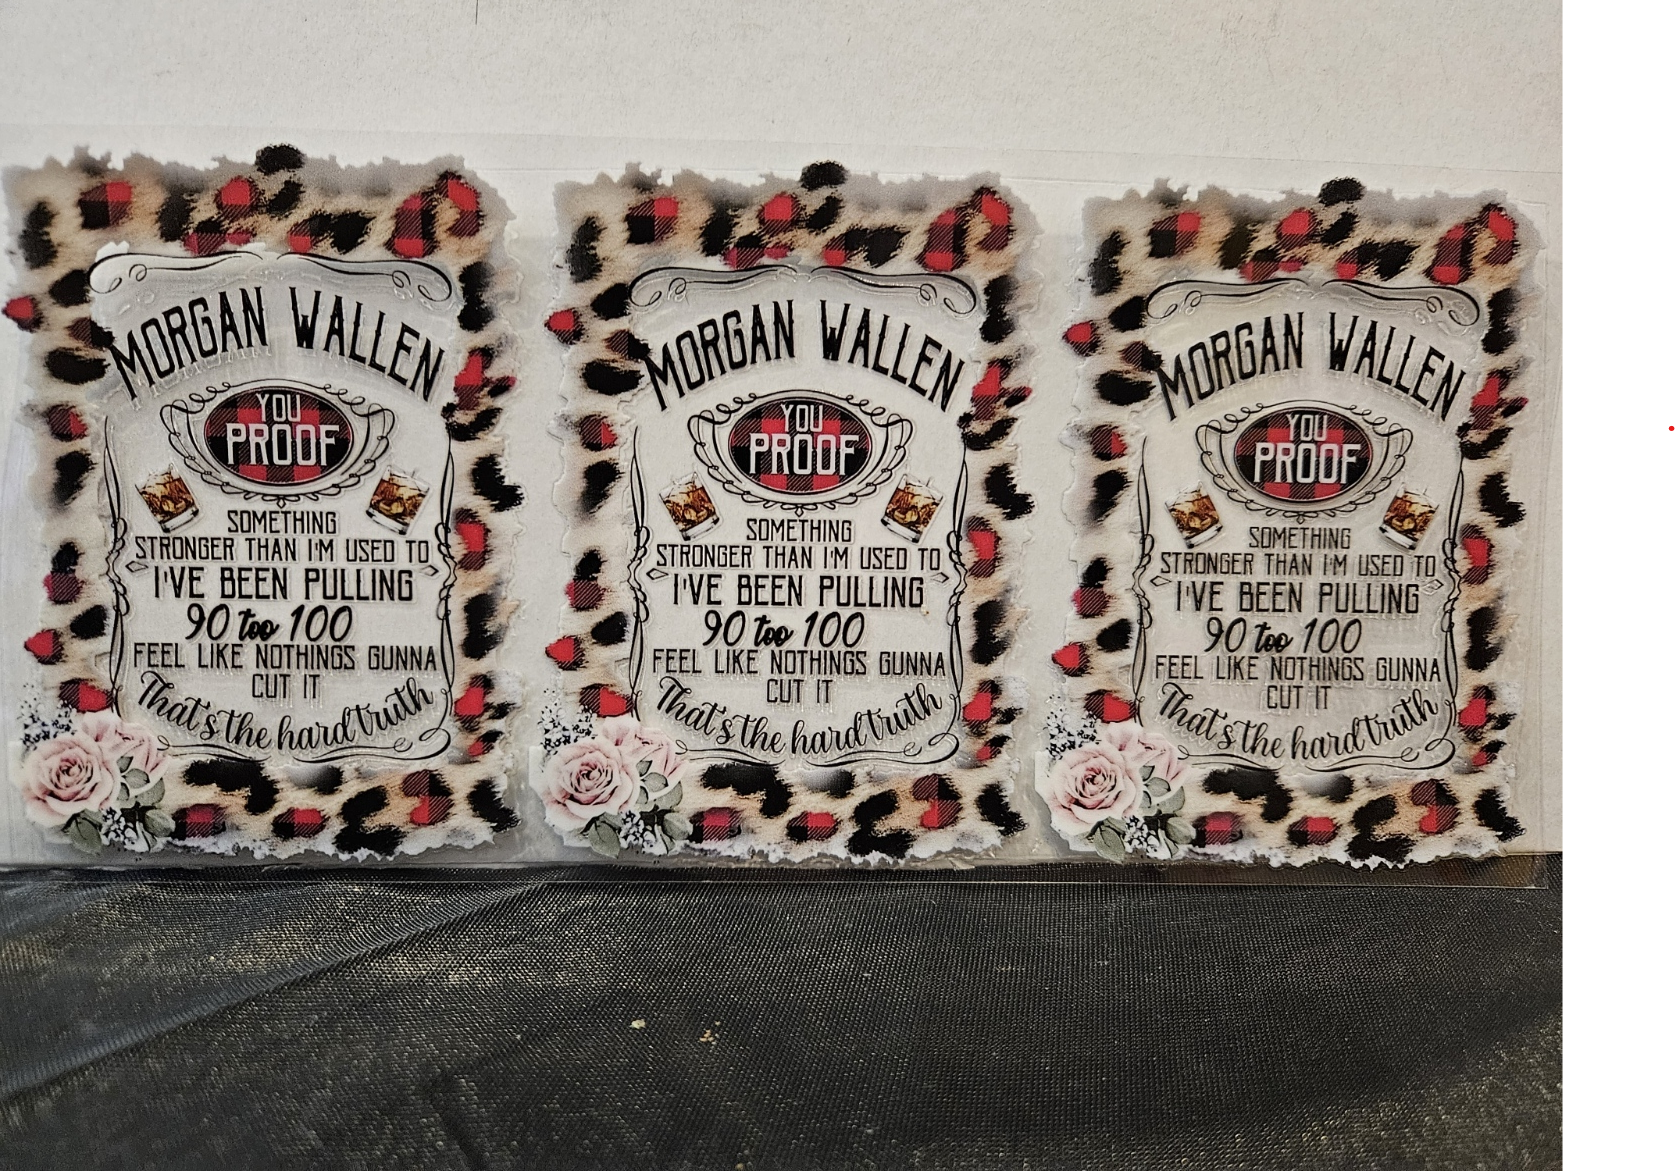 MORGAN WALLEN
YOU
PROOF
SOMETHING
STRONGER THAN I'M USED TO
I'VE BEEN PULLING
90 too 100
FEEL LIKE NOTHINGS GUNNA
CUT IT
That's the hard truth
MORGAN WALLEN
YOU
PROOF
SOMETHING
STRONGER THAN I'M USED TO
I'VE BEEN PULLING
90 too 100
FEEL LIKE NOTHINGS GUNNA
CUT IT
That's the hard truth
MORGAN WALLEN
YOU
PROOF
SOMETHING
STRONGER THAN I'M USED TO
I'VE BEEN PULLING
90 too 100
FEEL LIKE NOTHINGS GUNNA
CUT IT
That's the hard truth